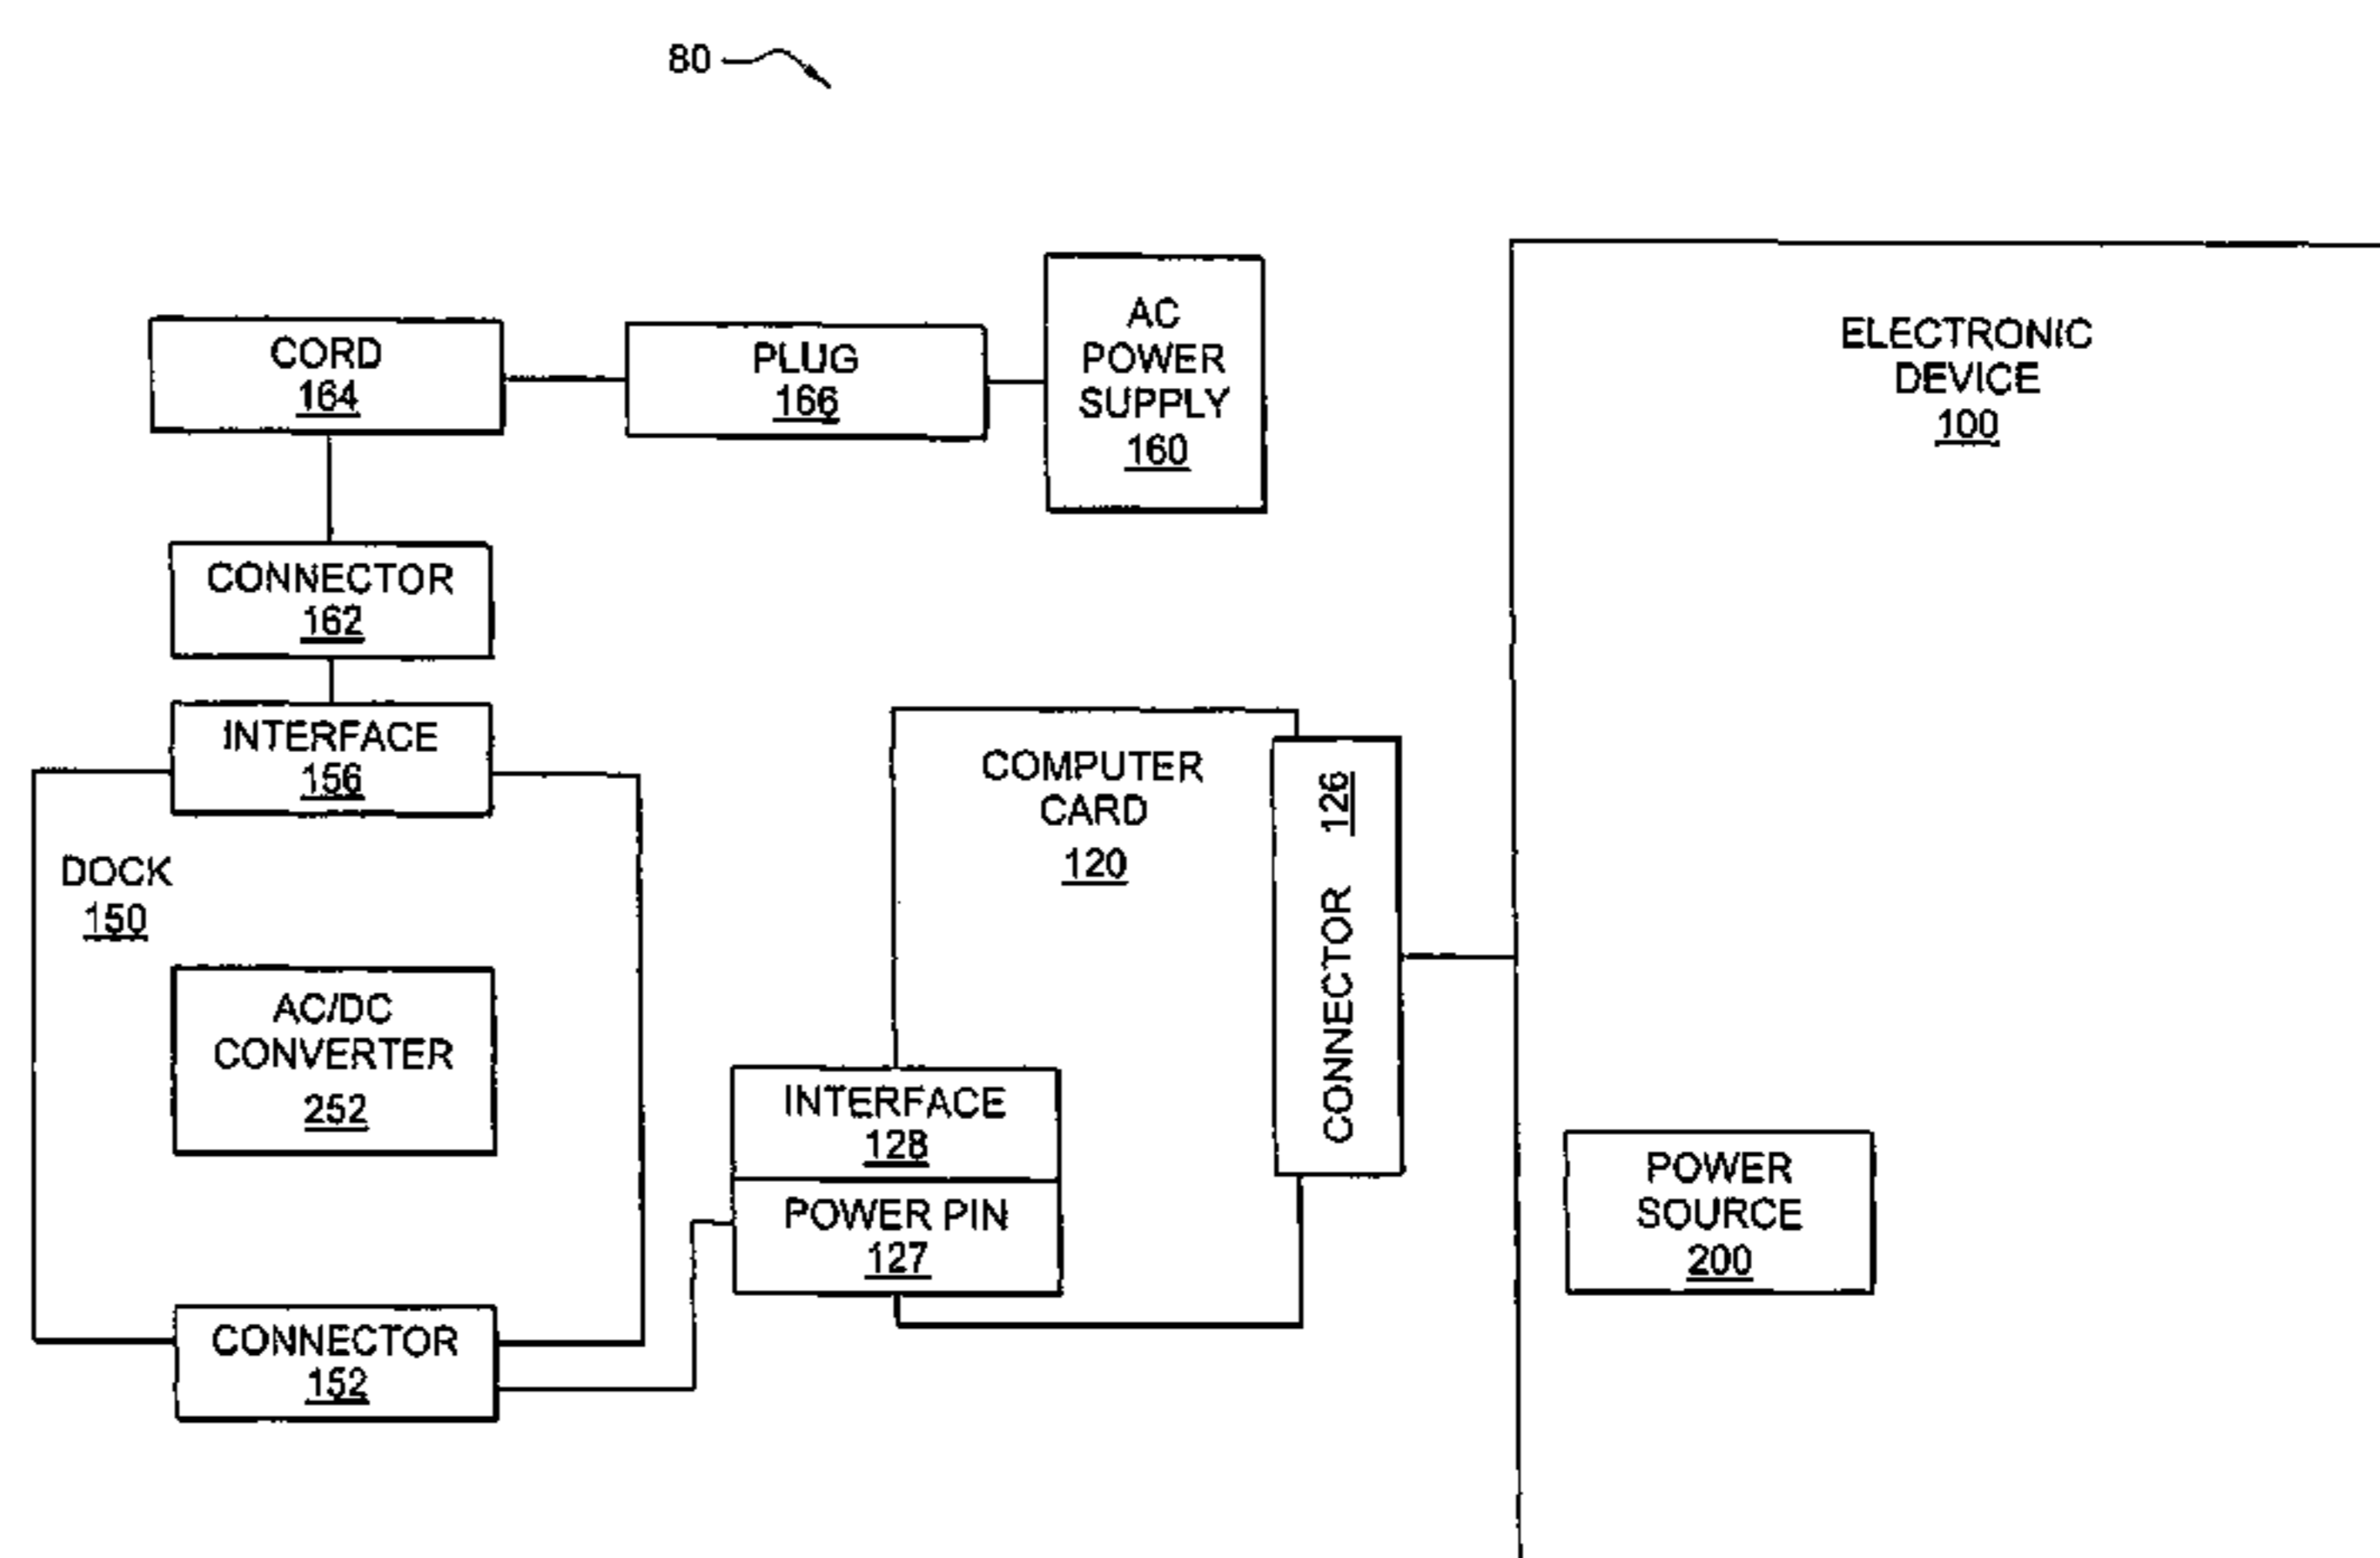 80
CORD
164
PLUG
166
AC
POWER
SUPPLY
160
ELECTRONIC
DEVICE
100
CONNECTOR
162
INTERFACE
156
DOCK
150
AC/DC
CONVERTER
252
CONNECTOR
152
COMPUTER
CARD
120
CONNECTOR 126
INTERFACE
128
POWER PIN
127
POWER
SOURCE
200